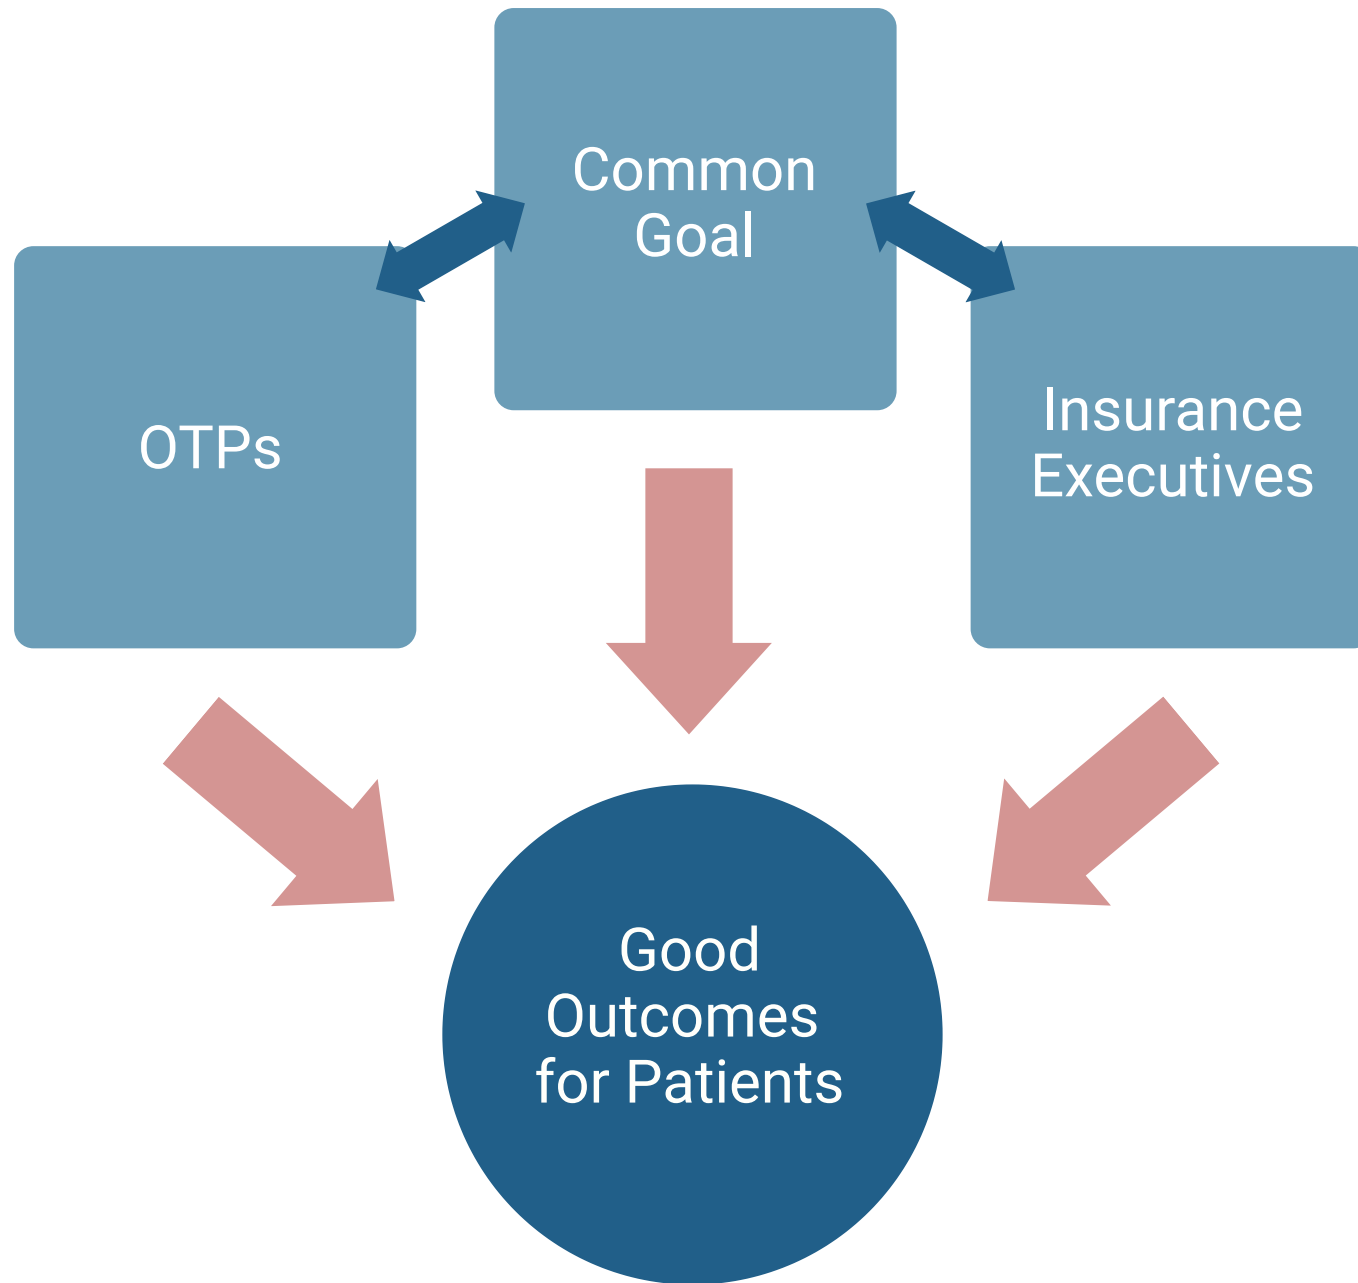 Common
Goal
OTPs
Insurance
Executives
Good
Outcomes
for Patients